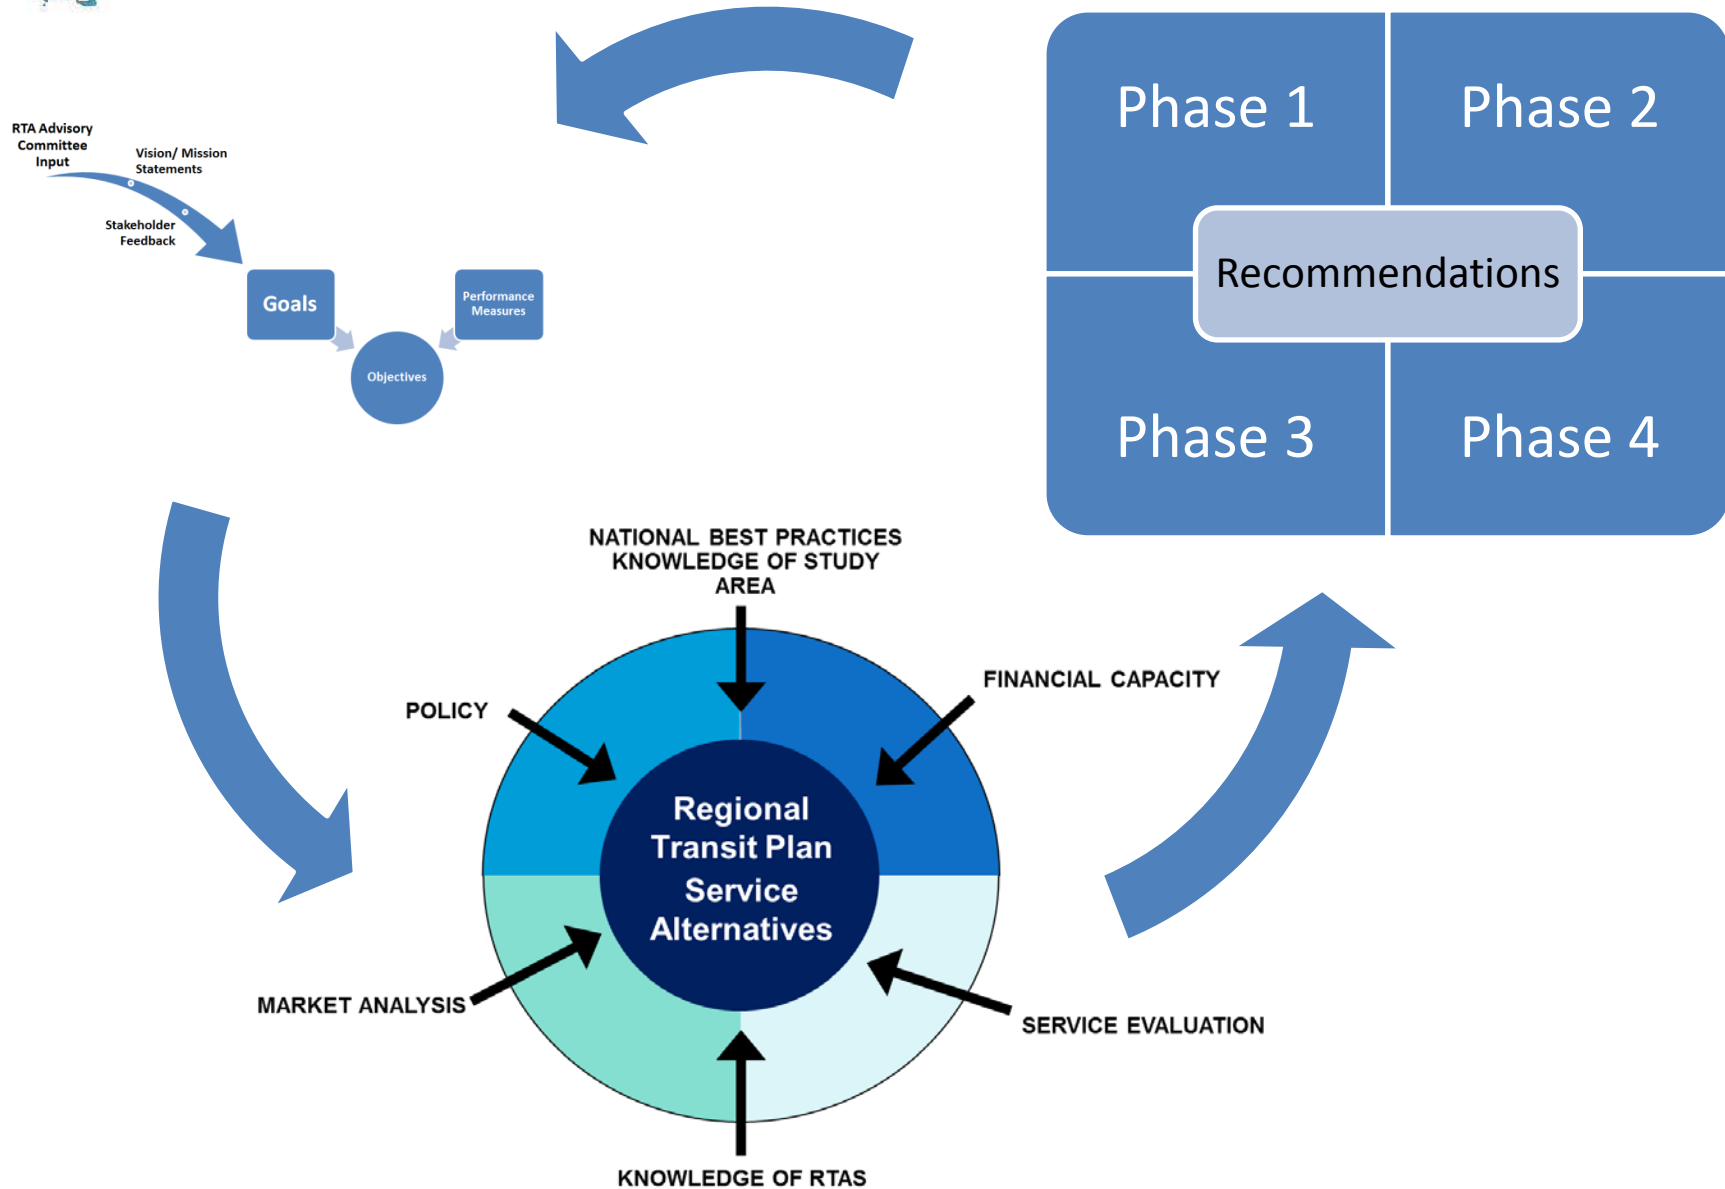 RTA Advisory
Committee
Input
Vision/ Mission
Statements
Stakeholder
Feedback
Goals
Performance
Measures
Objectives
Phase 1
Phase 2
Recommendations
Phase 3
Phase 4
NATIONAL BEST PRACTICES
KNOWLEDGE OF STUDY
AREA
POLICY
FINANCIAL CAPACITY
Regional
Transit Plan
Service
Alternatives
MARKET ANALYSIS
SERVICE EVALUATION
KNOWLEDGE OF RTAS